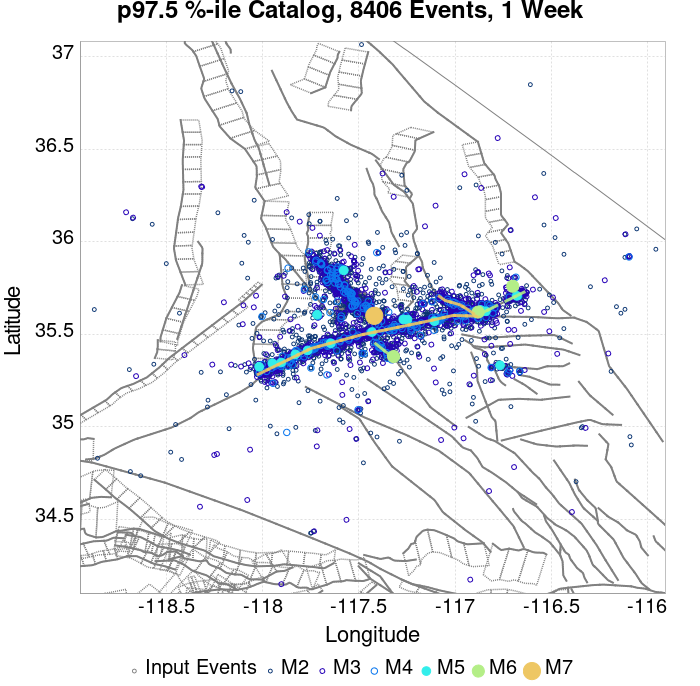 p97.5 %-ile Catalog, 8406 Events, 1 Week
37
36.5
36
35.5
35
34.5
Latitude
-118.5 -118 -117.5 -117 -116.5 -116
Longitude
Input Events M2 M3 M4 M5 M6 M7